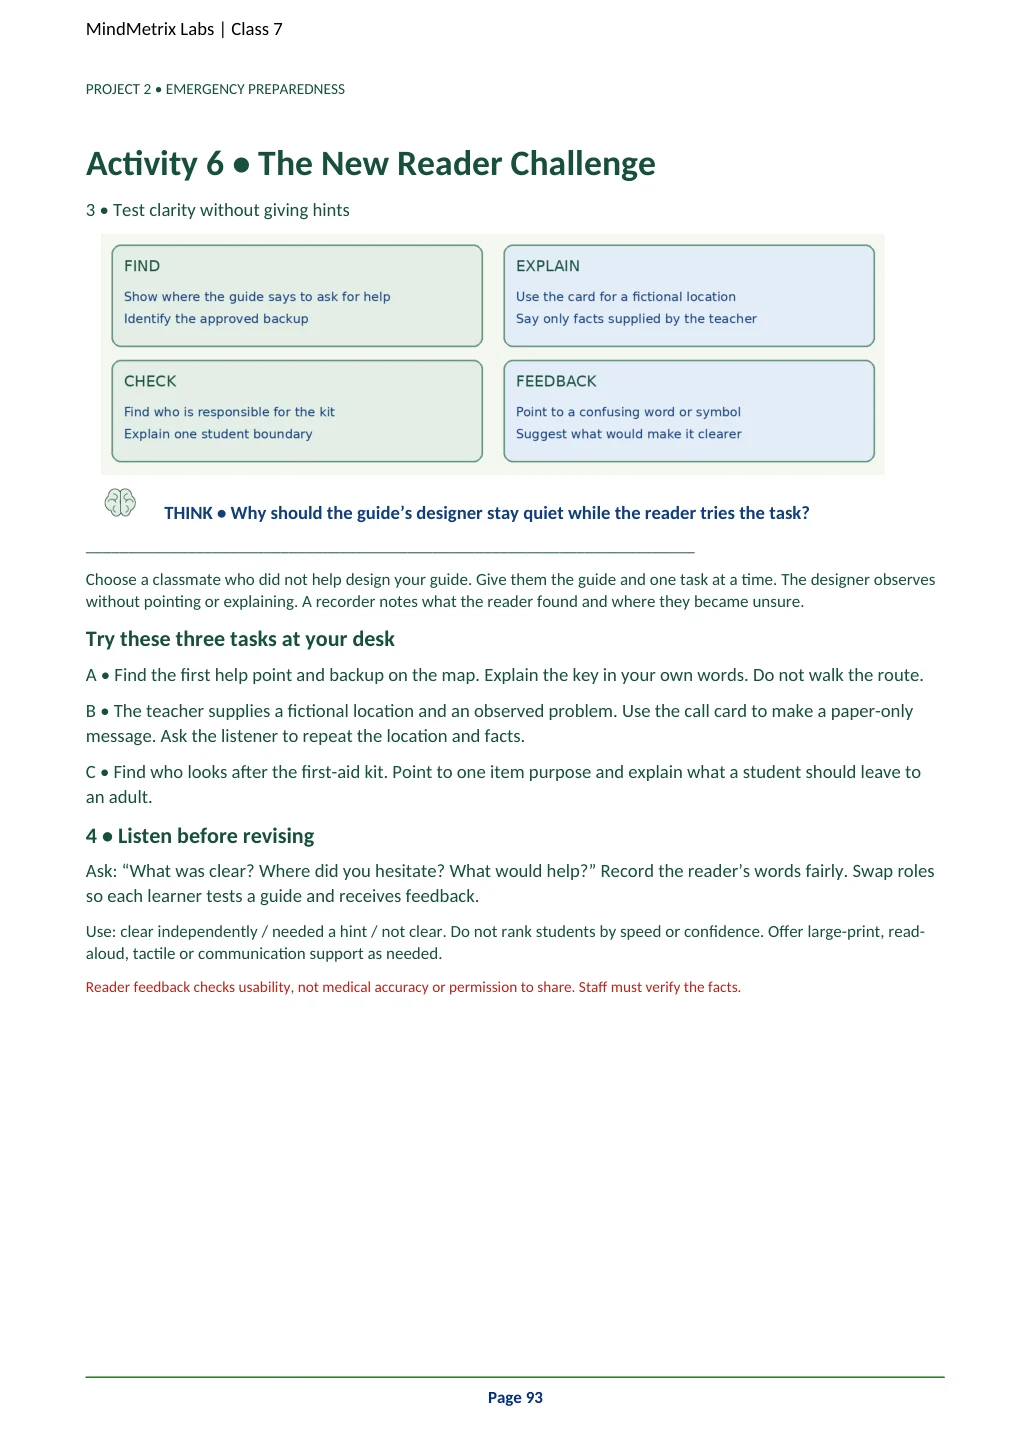 MindMetrix Labs | Class 7
PROJECT 2 • EMERGENCY PREPAREDNESS
Activity 6 • The New Reader Challenge
3 • Test clarity without giving hints
FIND
Show where the guide says to ask for help
Identify the approved backup
EXPLAIN
Use the card for a fictional location
Say only facts supplied by the teacher
CHECK
Find who is responsible for the kit
Explain one student boundary
FEEDBACK
Point to a confusing word or symbol
Suggest what would make it clearer
THINK • Why should the guide’s designer stay quiet while the reader tries the task?
Choose a classmate who did not help design your guide. Give them the guide and one task at a time. The designer observes
without pointing or explaining. A recorder notes what the reader found and where they became unsure.
Try these three tasks at your desk
A • Find the first help point and backup on the map. Explain the key in your own words. Do not walk the route.
B • The teacher supplies a fictional location and an observed problem. Use the call card to make a paper-only
message. Ask the listener to repeat the location and facts.
C • Find who looks after the first-aid kit. Point to one item purpose and explain what a student should leave to
an adult.
4 • Listen before revising
Ask: “What was clear? Where did you hesitate? What would help?” Record the reader’s words fairly. Swap roles
so each learner tests a guide and receives feedback.
Use: clear independently / needed a hint / not clear. Do not rank students by speed or confidence. Offer large-print, read-
aloud, tactile or communication support as needed.
Reader feedback checks usability, not medical accuracy or permission to share. Staff must verify the facts.
Page 93